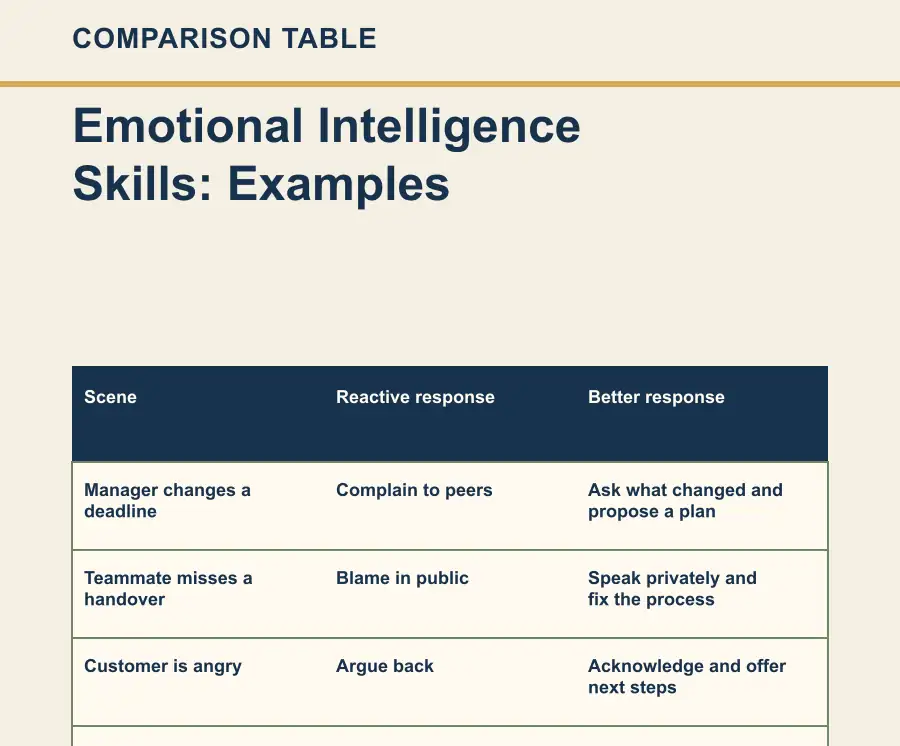 COMPARISON TABLE
Emotional Intelligence
Skills: Examples
Scene
Reactive response
Better response
Manager changes a
deadline
Complain to peers
Ask what changed and
propose a plan
Teammate misses a
handover
Blame in public
Speak privately and
fix the process
Customer is angry
Argue back
Acknowledge and offer
next steps